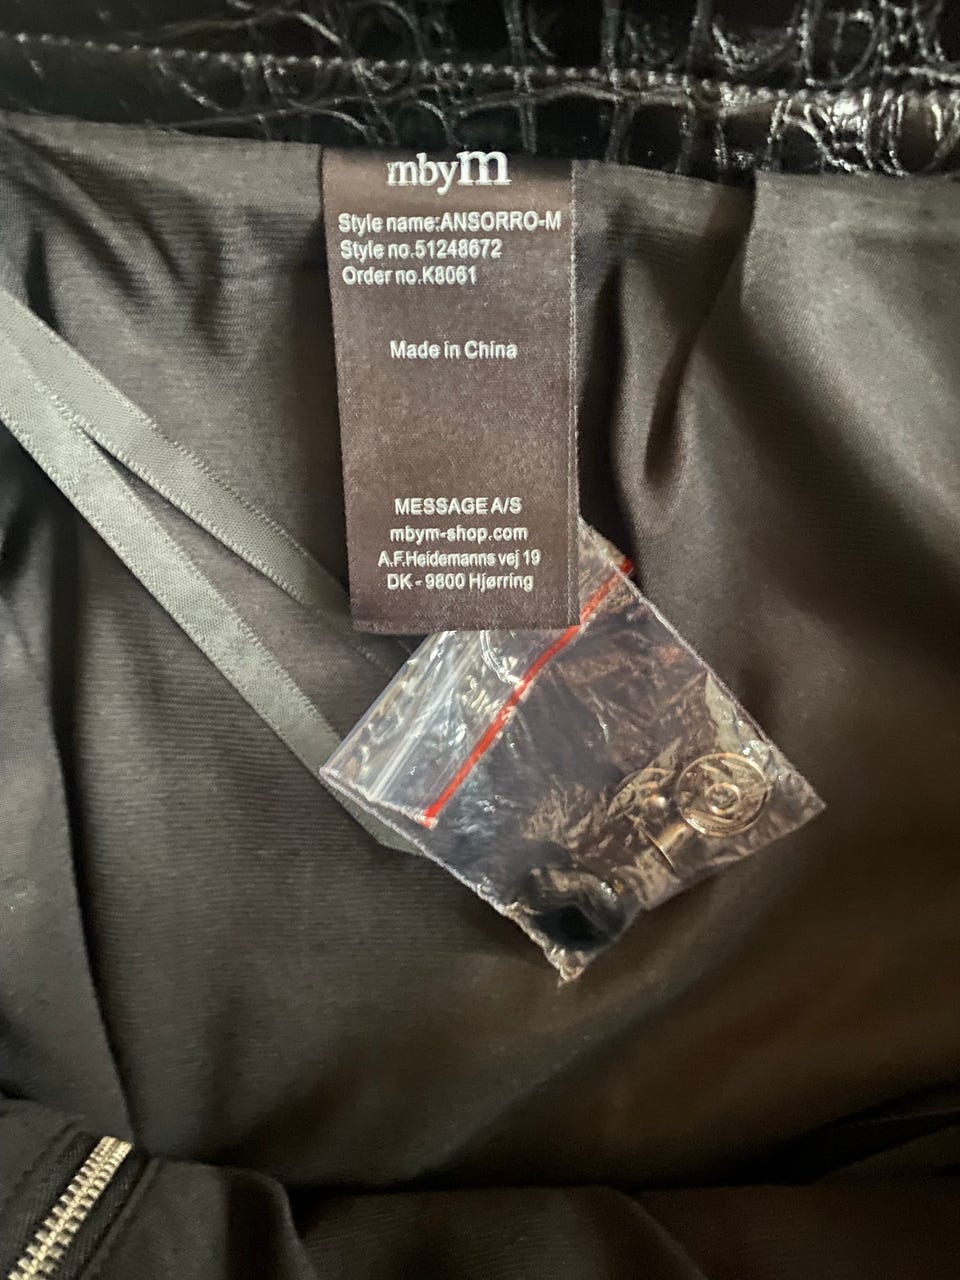 mbyM
Style name:ANSORRO-M
Style no.51248672
Order no.K8061
Made in China
MESSAGE A/S
mbym-shop.com
A.F.Heidemanns vej 19
DK - 9800 Hjørring